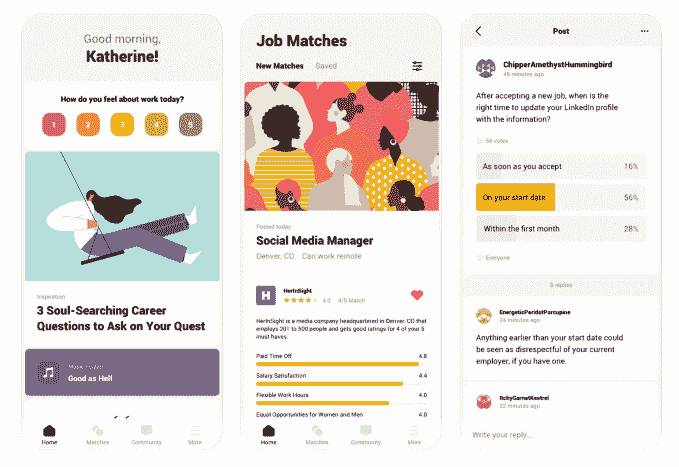 Good morning,
Katherine!
How do you feel about work today?
1 2 3 4 5
Inspiration
3 Soul-Searching Career
Questions to Ask on Your Quest
Good as Hell
Home Matches Community More
Job Matches
New Matches Saved
Posted today
Social Media Manager
Denver, CO Can work remote
H
HerInSight
4.0 4/5 Match
HerInSight is a media company headquartered in Denver, CO that
employs 201 to 500 people and gets good ratings for 4 of your 5
must haves.
Paid Time Off 4.8
Salary Satisfaction 4.4
Flexible Work Hours 4.0
Equal Opportunities for Women and Men 4.0
Home Matches Community More
Post
ChipperAmethystHummingbird
48 minutes ago
After accepting a new job, when is the
right time to update your LinkedIn profile
with the information?
56 votes
As soon as you accept 16%
On your start date 56%
Within the first month 28%
Everyone
8 replies
EnergeticPeridotPorcupine
24 minutes ago
Anything earlier than your start date could
be seen as disrespectful of your current
employer, if you have one.
ItchyGarnetKestrel
22 minutes ago
Write your reply...